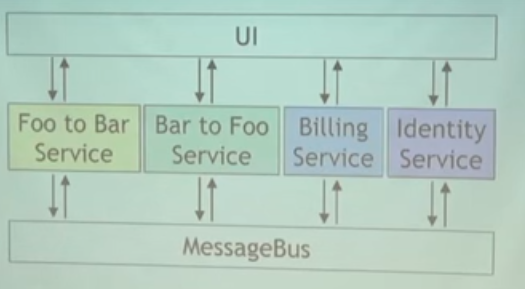 UI
Foo to Bar
Service
Bar to Foo
Service
Billing
Service
Identity
Service
MessageBus